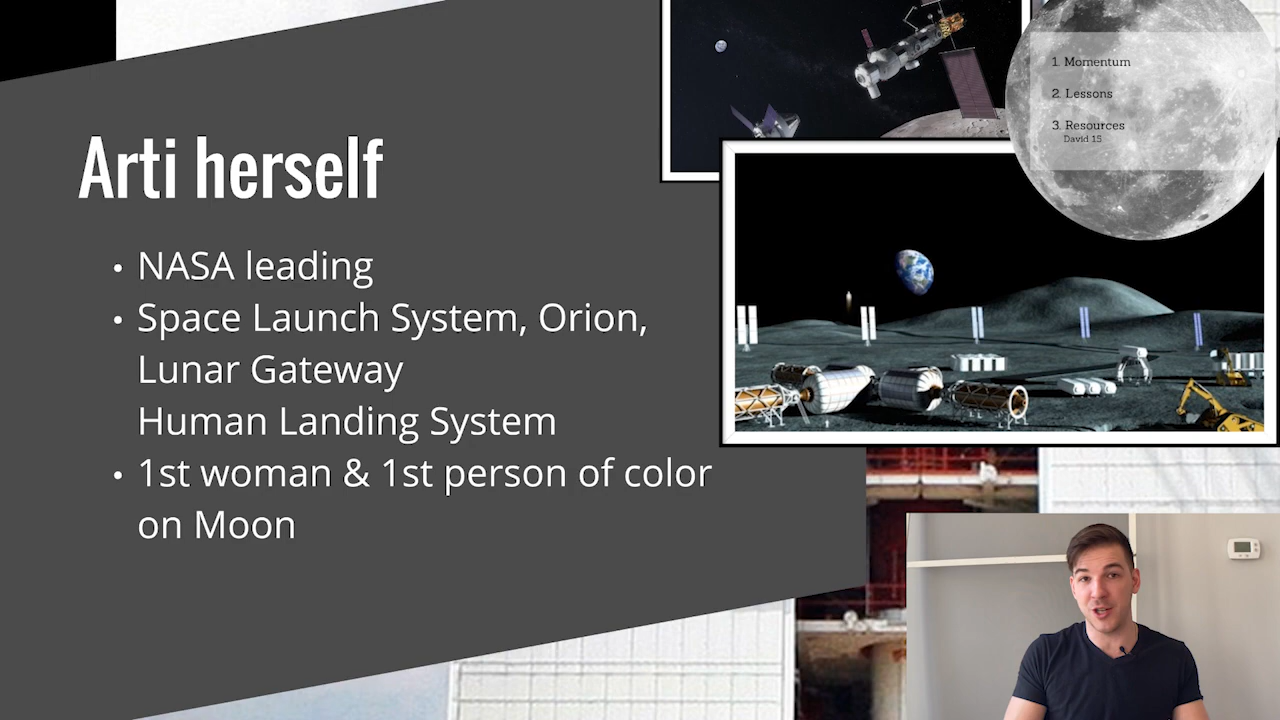 Arti herself
• NASA leading
• Space Launch System, Orion,
Lunar Gateway
Human Landing System
• 1st woman & 1st person of color
on Moon
1. Momentum
2. Lessons
3. Resources
David 15